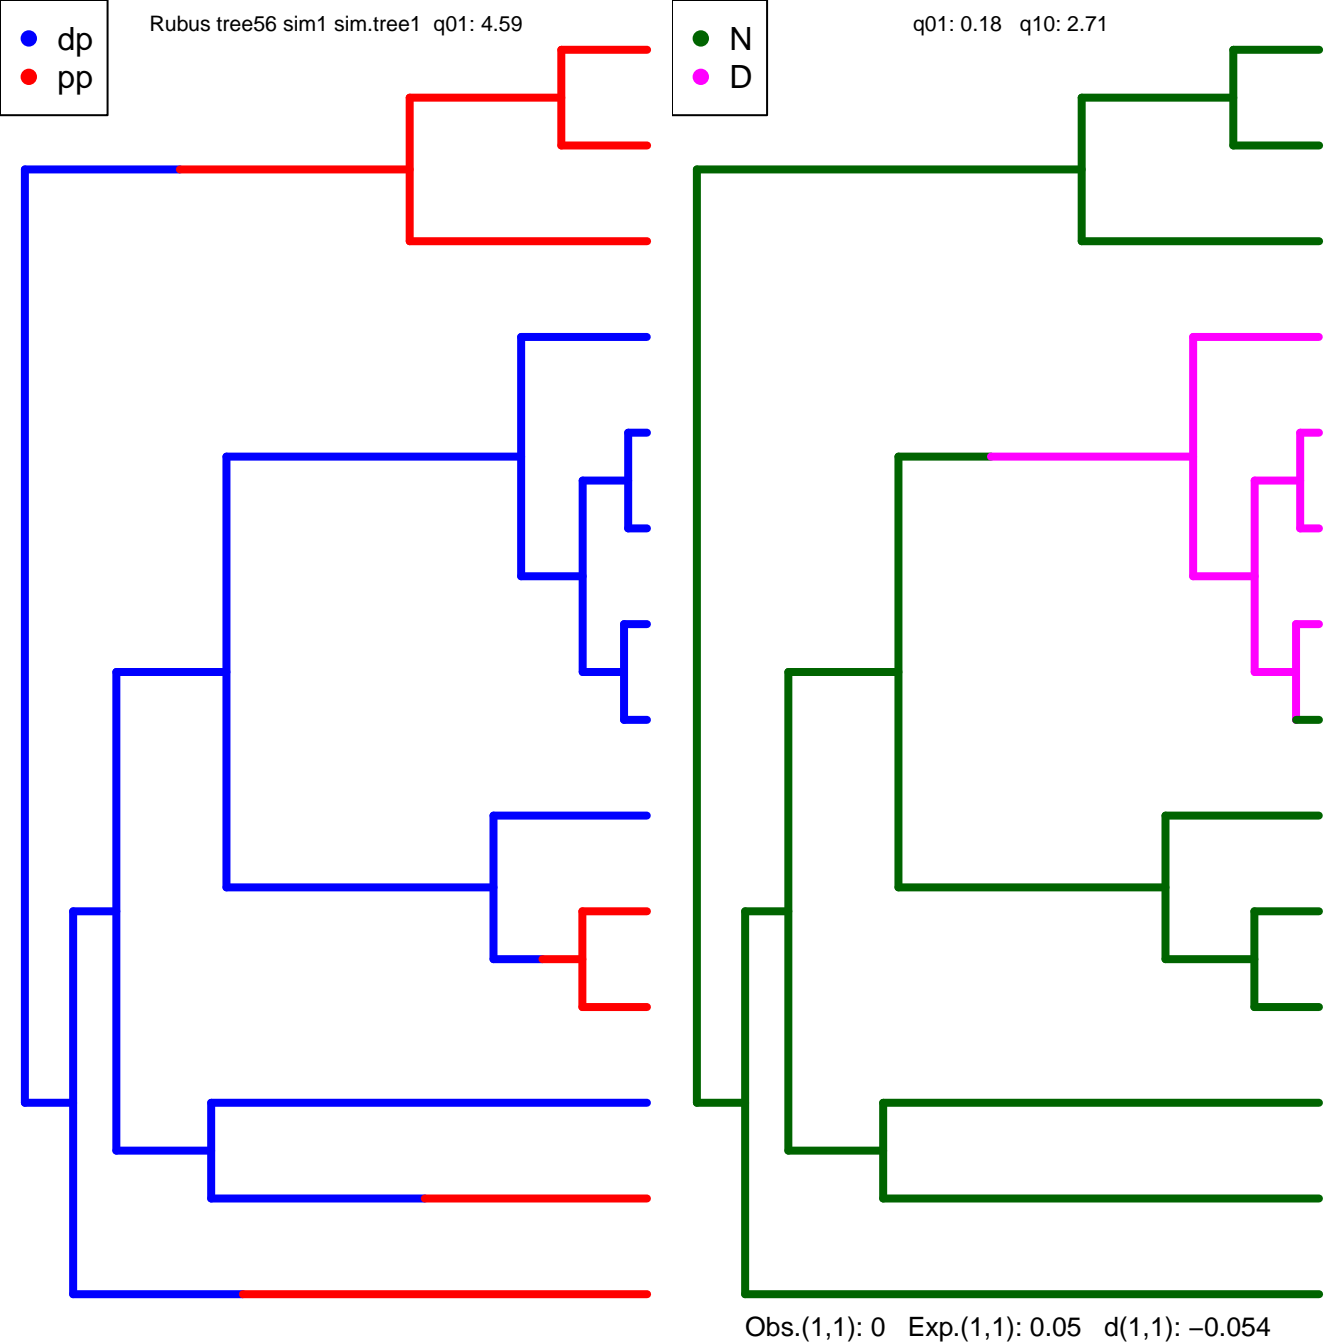 Rubus tree56 sim1 sim.tree1  q01: 4.59
dp
pp
q01: 0.18   q10: 2.71
N
D
Obs.(1,1): 0   Exp.(1,1): 0.05   d(1,1): −0.054